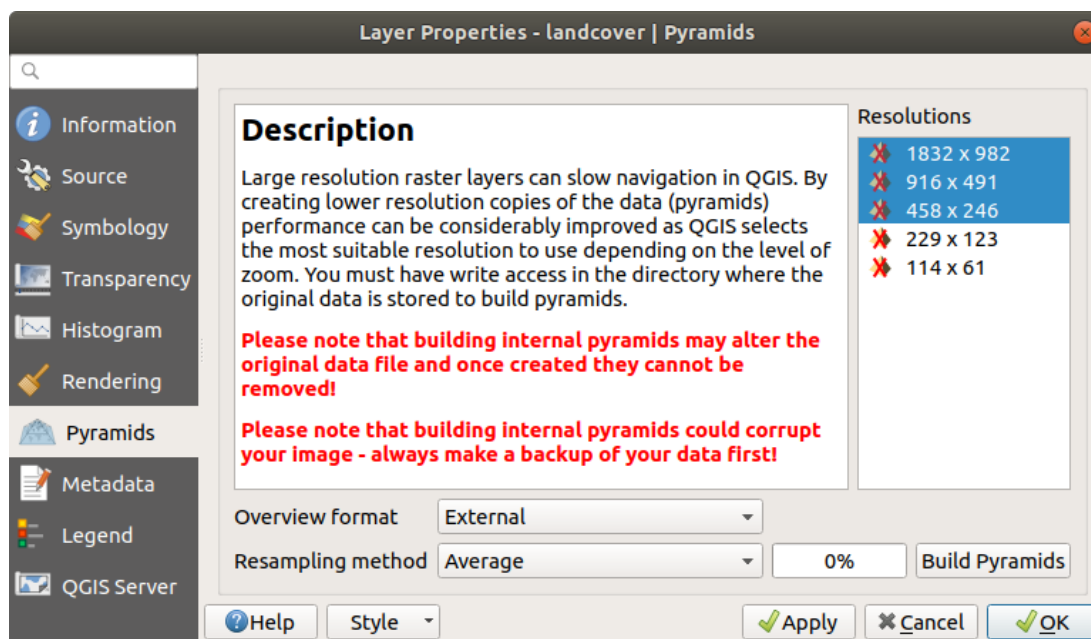 Layer Properties - landcover | Pyramids
Information
Source
Symbology
Transparency
Histogram
Rendering
Pyramids
Metadata
Legend
QGIS Server
Description
Large resolution raster layers can slow navigation in QGIS. By
creating lower resolution copies of the data (pyramids)
performance can be considerably improved as QGIS selects
the most suitable resolution to use depending on the level of
zoom. You must have write access in the directory where the
original data is stored to build pyramids.
Please note that building internal pyramids may alter the
original data file and once created they cannot be
removed!
Please note that building internal pyramids could corrupt
your image - always make a backup of your data first!
Resolutions
1832 x 982
916 x 491
458 x 246
229 x 123
114 x 61
Overview format External
Resampling method Average 0% Build Pyramids
Help Style Apply Cancel OK